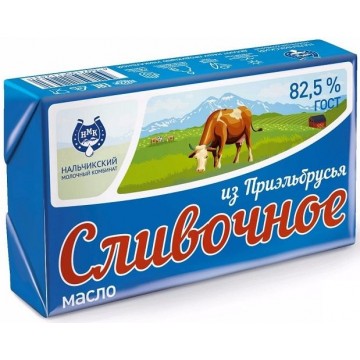 82,5 %
ГОСТ
НМК
НАЛЬЧИКСКИЙ
МОЛОЧНЫЙ КОМБИНАТ
из Приэльбрусья
Сливочное
масло